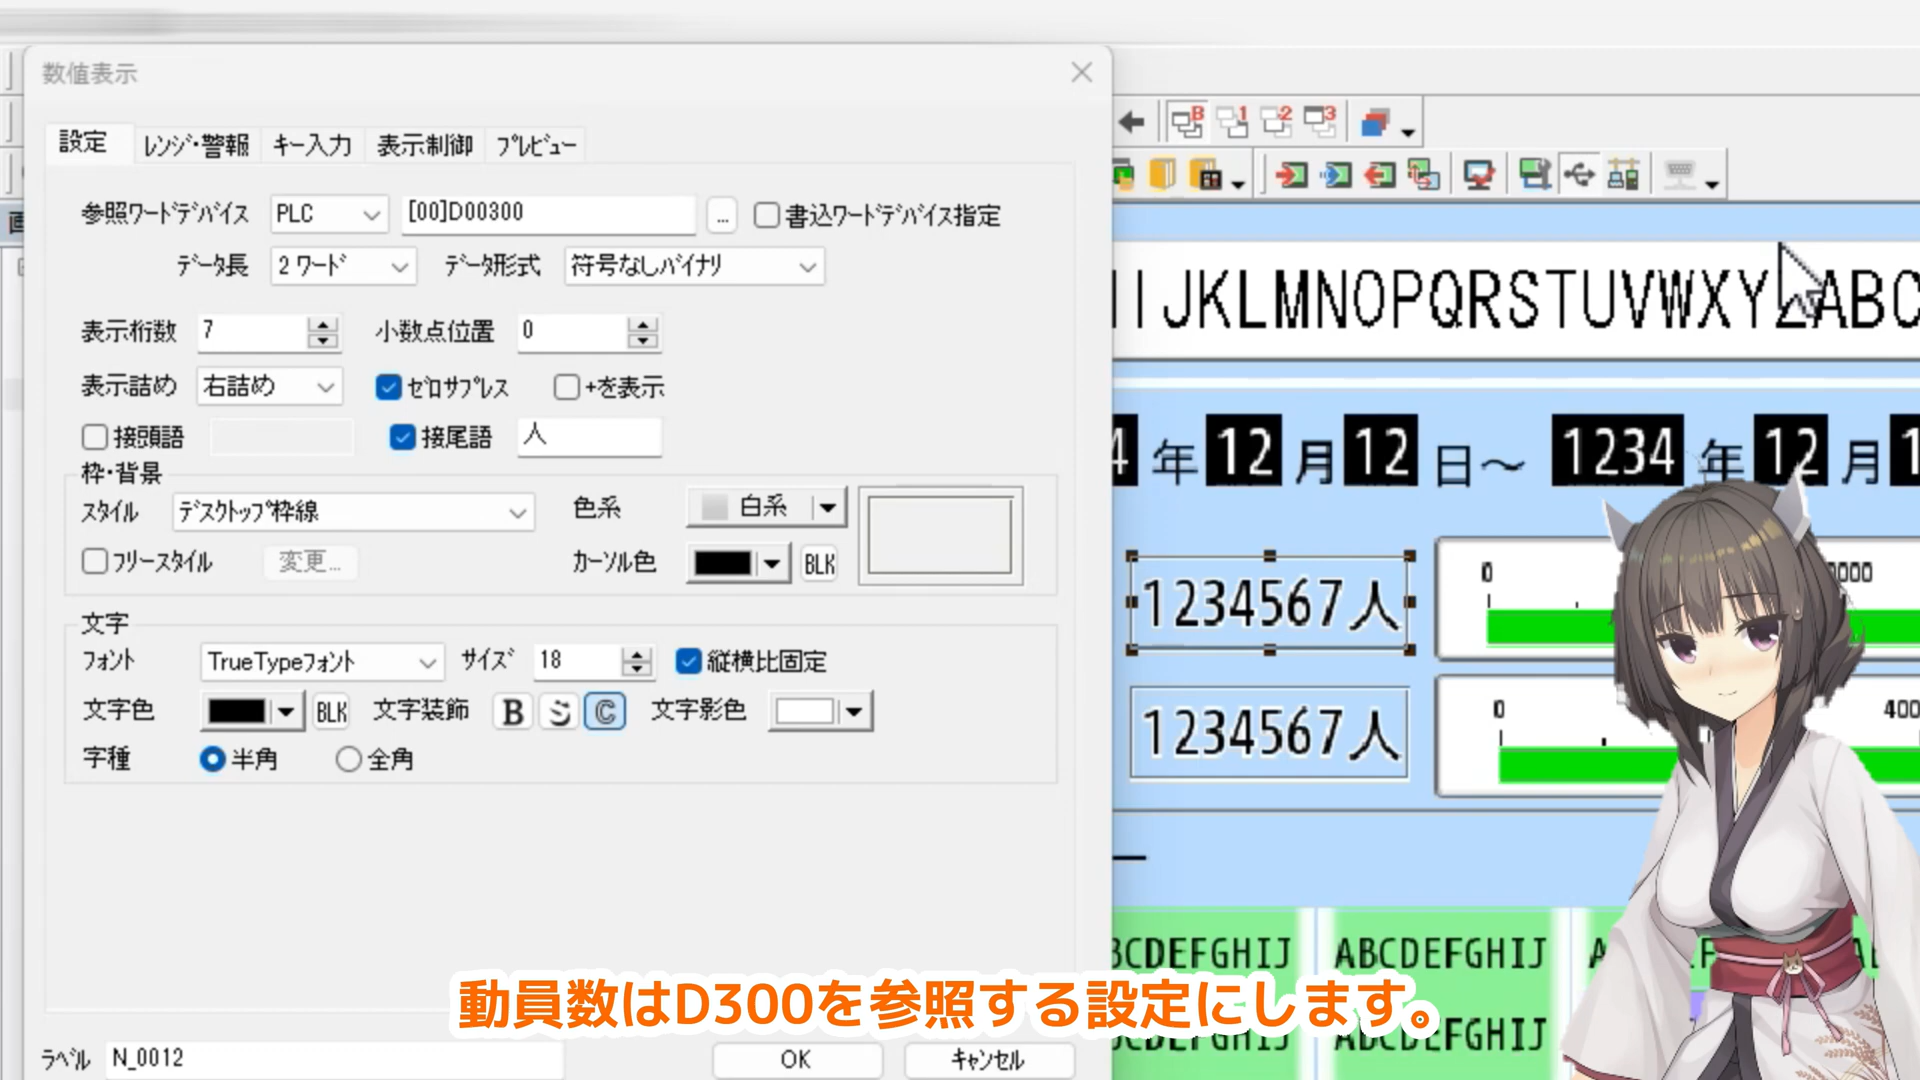 数値表示
設定 レンジ・警報 キー入力 表示制御 プレビュー
参照ワードデバイス PLC [00]D00300 ... 書込ワードデバイス指定
データ長 2 ワード データ形式 符号なしバイナリ
表示桁数 7 小数点位置 0
表示詰め 右詰め ゼロサプレス +を表示
接頭語 接尾語 人
枠・背景
スタイル デスクトップ枠線 色系 白系
フリースタイル 変更... カーソル色 BLK
文字
フォント TrueTypeフォント サイズ 18 縦横比固定
文字色 BLK 文字装飾 B C 文字影色
字種 半角 全角
ラベル N_0012 OK キャンセル
B 1 2 3
IJKLMNOPQRSTUVWXYZABC
4 年 12 月 12 日～ 1234 年 12 月 1
1234567人 0
1234567人 0 400
BCDEFGHIJ ABCDEFGHIJ A
ABCDEFGHIJ
動員数はD300を参照する設定にします。